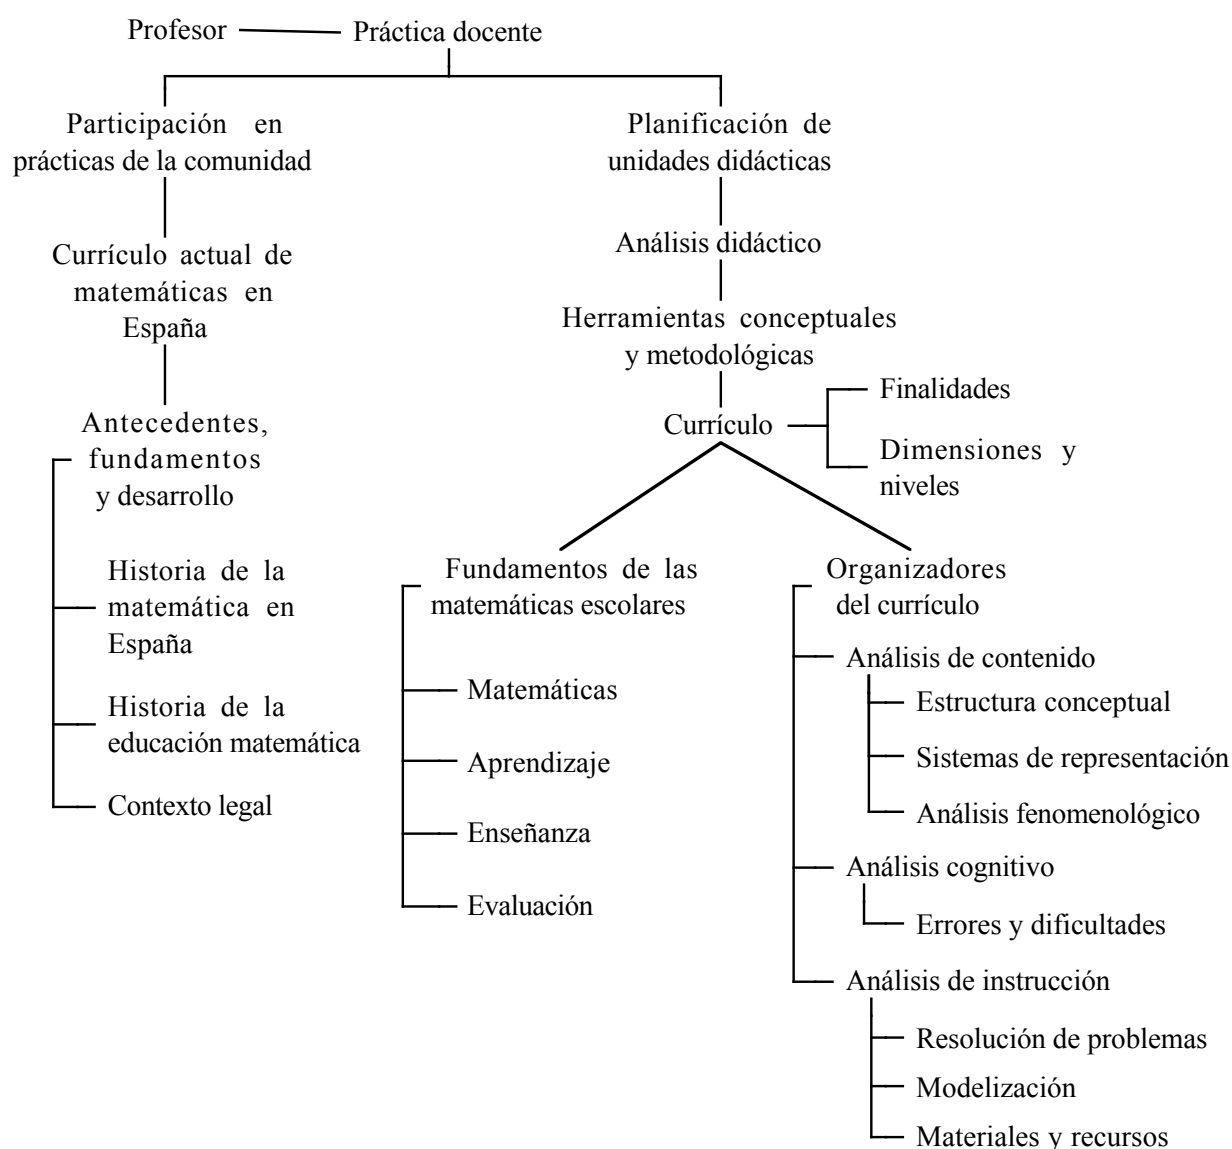 Profesor
Práctica docente
Participación en
prácticas de la comunidad
Currículo actual de
matemáticas en
España
Antecedentes,
fundamentos
y desarrollo
Historia de la
matemática en
España
Historia de la
educación matemática
Contexto legal
Planificación de
unidades didácticas
Análisis didáctico
Herramientas conceptuales
y metodológicas
Currículo
Finalidades
Dimensiones y
niveles
Fundamentos de las
matemáticas escolares
Matemáticas
Aprendizaje
Enseñanza
Evaluación
Organizadores
del currículo
Análisis de contenido
Estructura conceptual
Sistemas de representación
Análisis fenomenológico
Análisis cognitivo
Errores y dificultades
Análisis de instrucción
Resolución de problemas
Modelización
Materiales y recursos